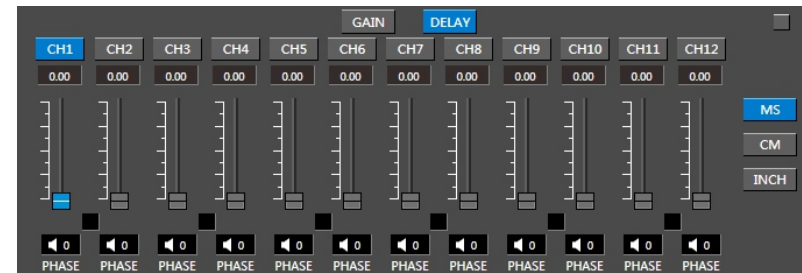 GAIN DELAY
CH1 CH2 CH3 CH4 CH5 CH6 CH7 CH8 CH9 CH10 CH11 CH12
0.00 0.00 0.00 0.00 0.00 0.00 0.00 0.00 0.00 0.00 0.00 0.00
MS
CM
INCH
0 0 0 0 0 0 0 0 0 0 0 0
PHASE PHASE PHASE PHASE PHASE PHASE PHASE PHASE PHASE PHASE PHASE PHASE